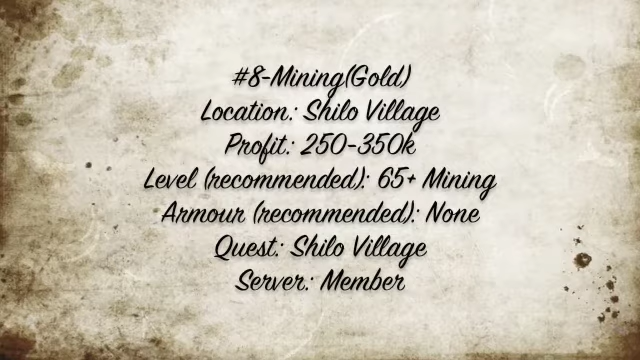 #8-Mining(Gold)
Location: Shilo Village
Profit: 250-350k
Level (recommended): 65+ Mining
Armour (recommended): None
Quest: Shilo Village
Server: Member